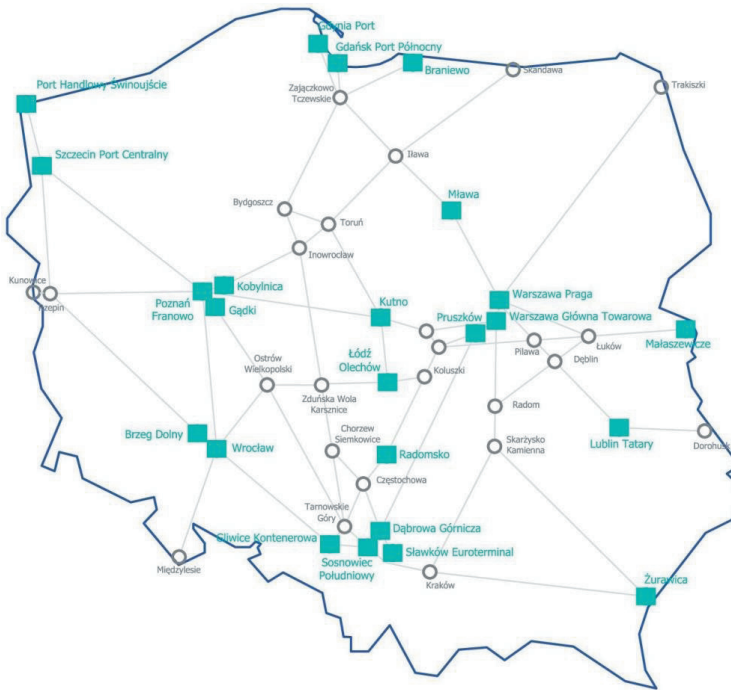 Gdynia Port
Gdańsk Port Północny
Braniewo
Skandawa
Zajączkowo
Tczewskie
Trakiszki
Port Handlowy Świnoujście
Szczecin Port Centralny
Iława
Mława
Bydgoszcz
Toruń
Inowrocław
Kunowice
Rzepin
Kobylnica
Poznań
Franowo
Gądki
Kutno
Warszawa Praga
Pruszków
Warszawa Główna Towarowa
Małaszewicze
Pilawa
Łuków
Dęblin
Łódź
Olechów
Koluszki
Ostrów
Wielkopolski
Zduńska Wola
Karsznice
Radom
Chorzew
Siemkowice
Brzeg Dolny
Wrocław
Radomsko
Skarżysko
Kamienna
Lublin Tatary
Dorohusk
Częstochowa
Tarnowskie
Góry
Dąbrowa Górnicza
Gliwice Kontenerowa
Sławków Euroterminal
Sosnowiec
Południowy
Międzylesie
Kraków
Żurawica